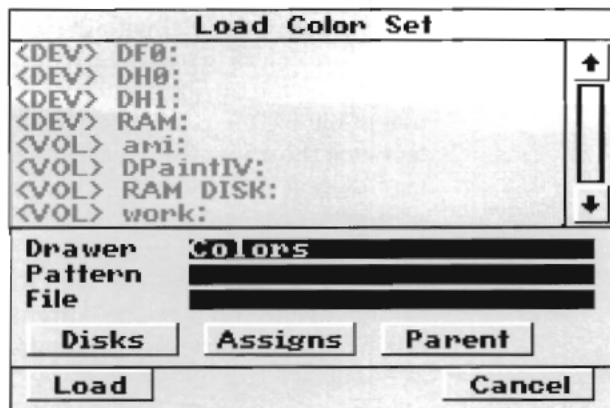 Load Color Set
<DEV> DF0:
<DEV> DH0:
<DEV> DH1:
<DEV> RAM:
<VOL> ami:
<VOL> DPaintIV:
<VOL> RAM DISK:
<VOL> work:
Drawer Colors
Pattern
File
Disks Assigns Parent
Load Cancel